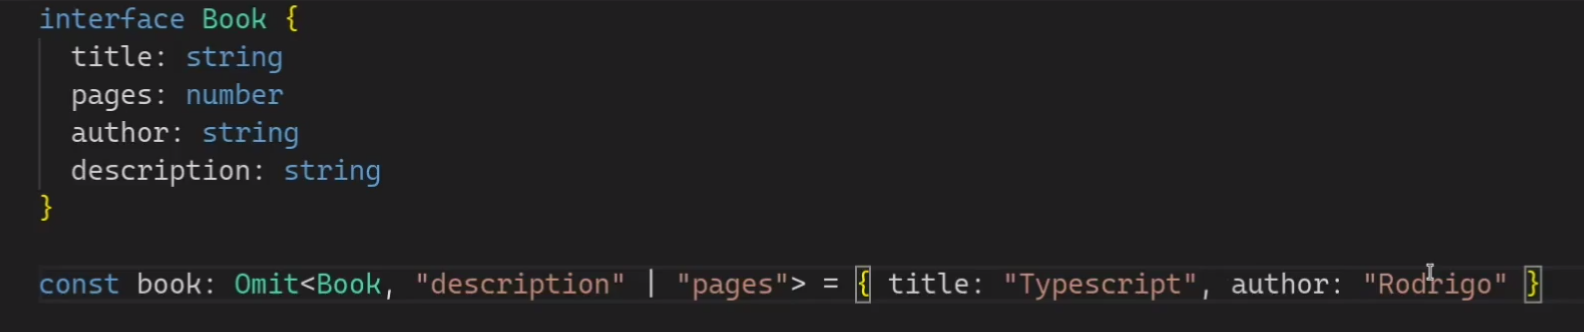 interface Book {
title: string
pages: number
author: string
description: string
}
const book: Omit<Book, "description" | "pages"> = { title: "Typescript", author: "Rodrigo" }